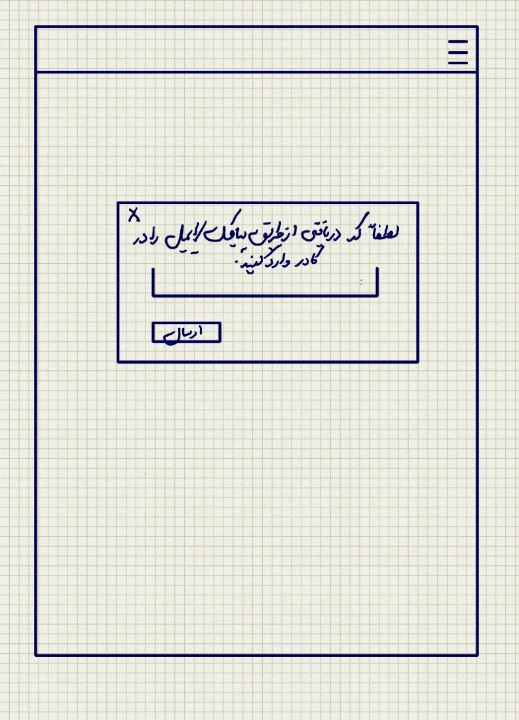 X
لطفاً کد دریافتی از طریق پیامک/ایمیل را در
کادر وارد کنید.
ارسال